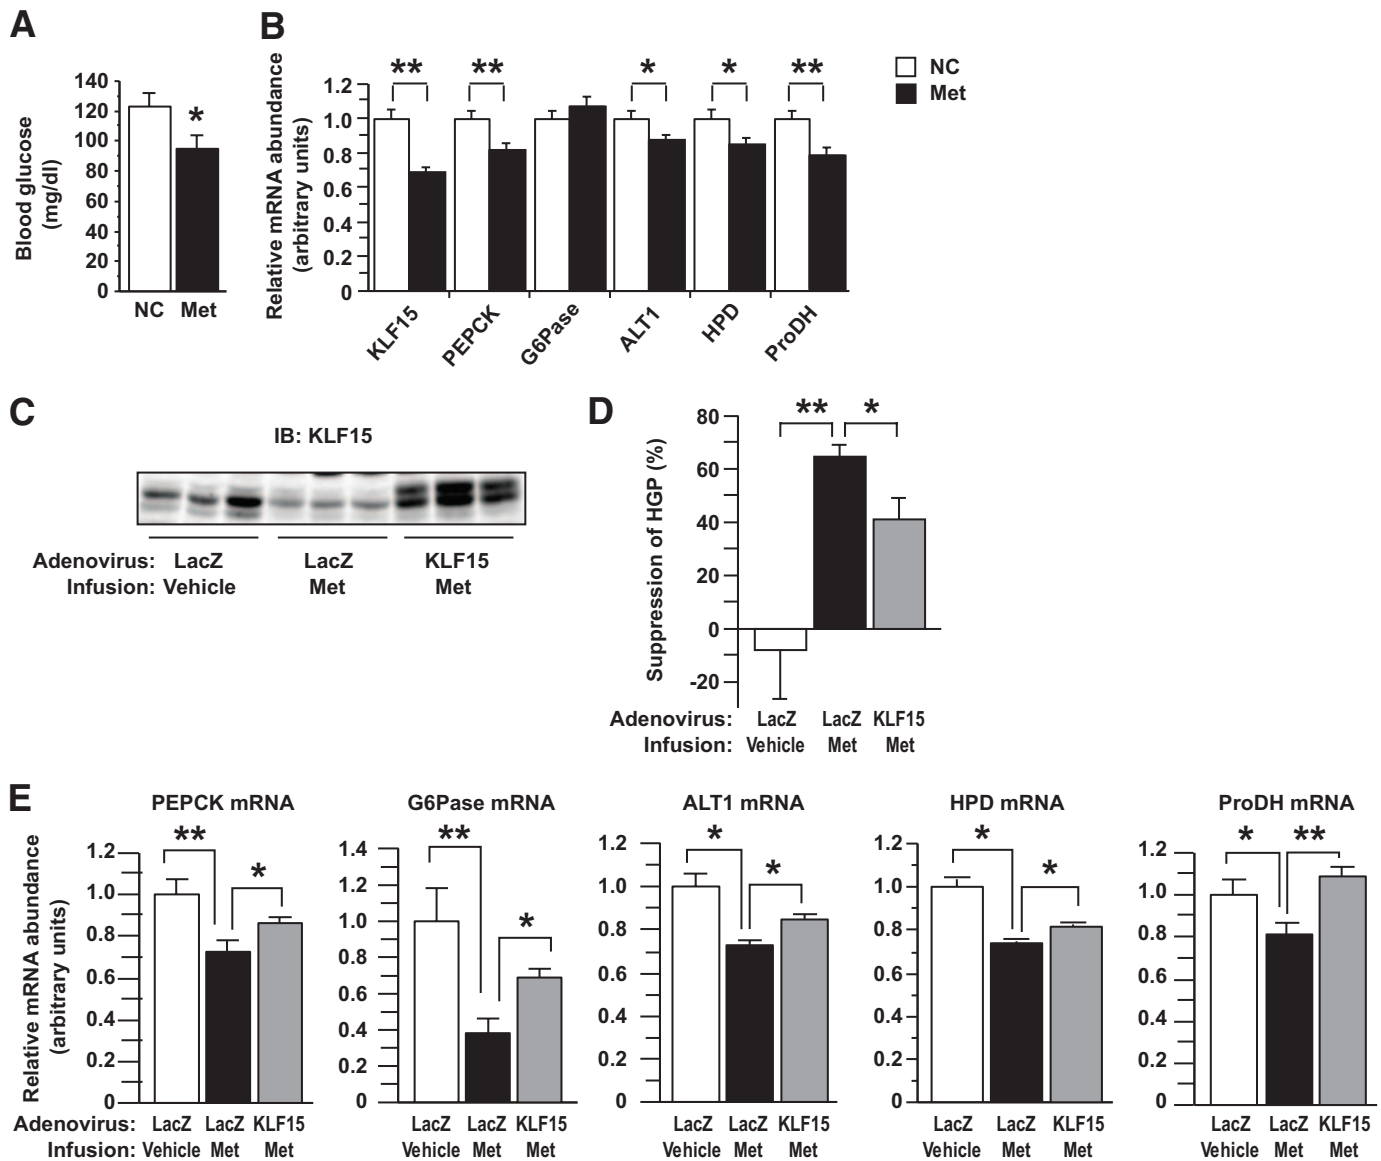 A
Blood glucose
(mg/dl)
140
120
100
80
60
40
20
0
*
NC Met
B
Relative mRNA abundance
(arbitrary units)
1.2
1.0
0.8
0.6
0.4
0.2
0
** ** * * **
KLF15 PEPCK G6Pase ALT1 HPD ProDH
NC
Met
C
IB: KLF15
Adenovirus: LacZ LacZ KLF15
Infusion: Vehicle Met Met
D
Suppression of HGP (%)
80
60
40
20
0
-20
** *
Adenovirus: LacZ LacZ KLF15
Infusion: Vehicle Met Met
E
Relative mRNA abundance
(arbitrary units)
PEPCK mRNA
1.2
1.0
0.8
0.6
0.4
0.2
0
** *
G6Pase mRNA
1.4
1.2
1.0
0.8
0.6
0.4
0.2
0
** *
ALT1 mRNA
1.2
1.0
0.8
0.6
0.4
0.2
0
* *
HPD mRNA
1.2
1.0
0.8
0.6
0.4
0.2
0
* *
ProDH mRNA
1.2
1.0
0.8
0.6
0.4
0.2
0
* **
Adenovirus: LacZ LacZ KLF15 LacZ LacZ KLF15 LacZ LacZ KLF15 LacZ LacZ KLF15 LacZ LacZ KLF15
Infusion: Vehicle Met Met Vehicle Met Met Vehicle Met Met Vehicle Met Met Vehicle Met Met